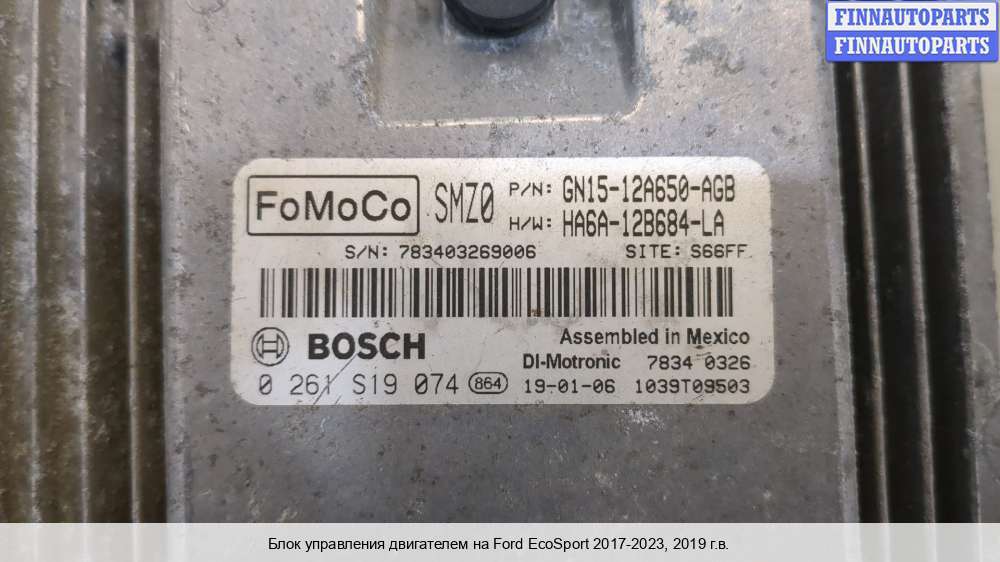 FINNAUTOPARTS
FINNAUTOPARTS
FoMoCo SMZ0 P/N: GN15-12A650-AGB
H/W: HA6A-12B684-LA
S/N: 783403269006 SITE: S66FF
BOSCH Assembled in Mexico
DI-Motronic 7834 0326
0 261 S19 074 864 19-01-06 1039T09503
Блок управления двигателем на Ford EcoSport 2017-2023, 2019 г.в.